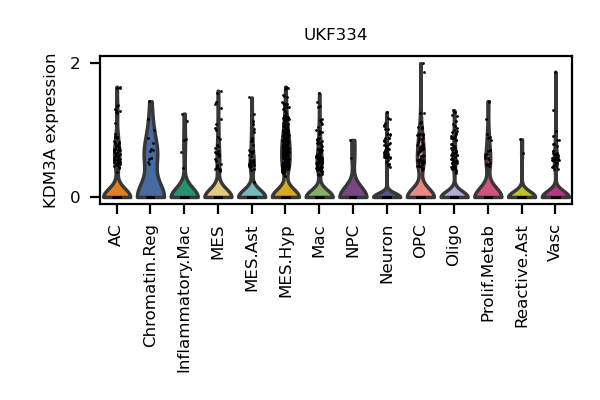 UKF334
KDM3A expression
2
0
AC
Chromatin.Reg
Inflammatory.Mac
MES
MES.Ast
MES.Hyp
Mac
NPC
Neuron
OPC
Oligo
Prolif.Metab
Reactive.Ast
Vasc